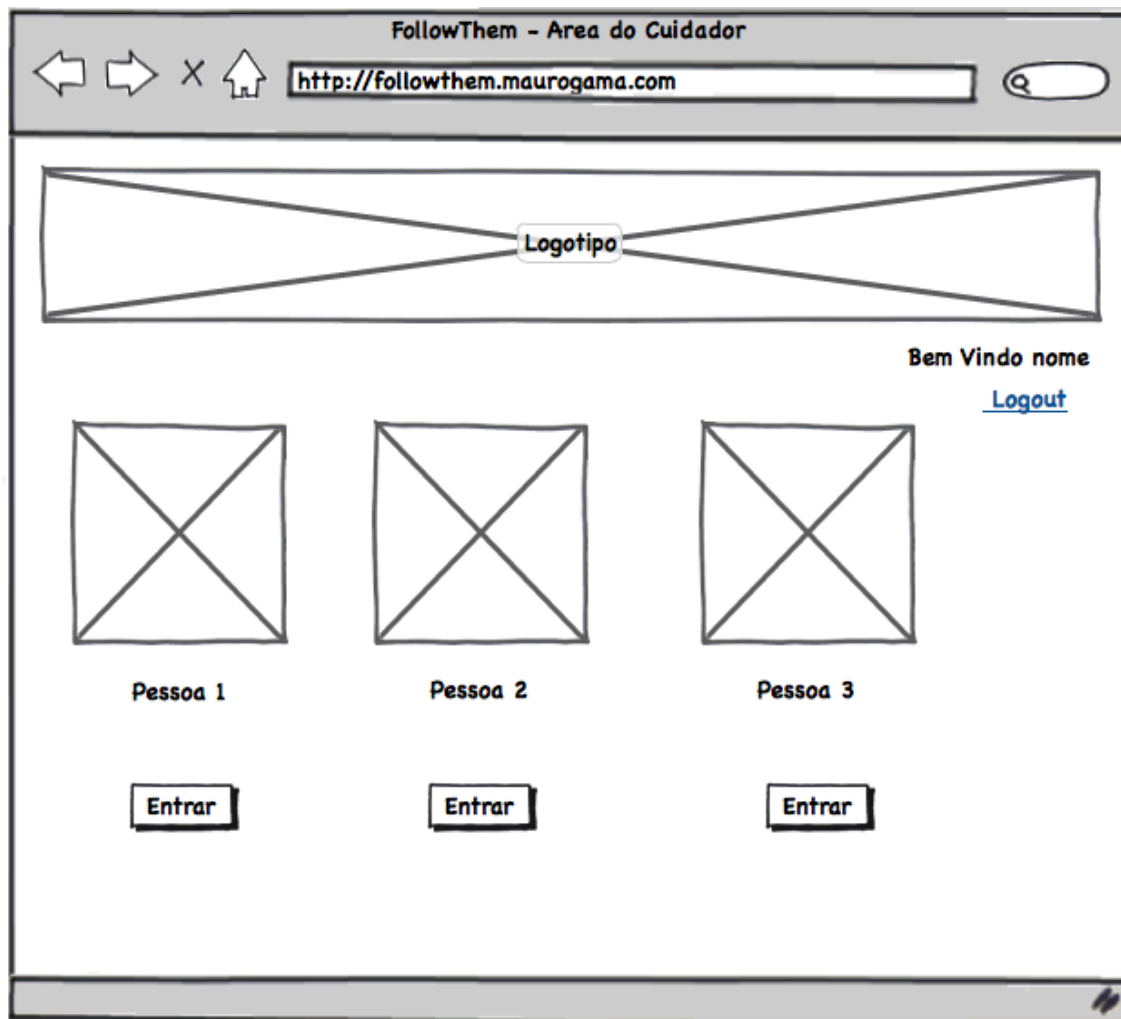 FollowThem - Area do Cuidador
http://followthem.maurogama.com
Logotipo
Bem Vindo nome
Logout
Pessoa 1 Pessoa 2 Pessoa 3
Entrar Entrar Entrar